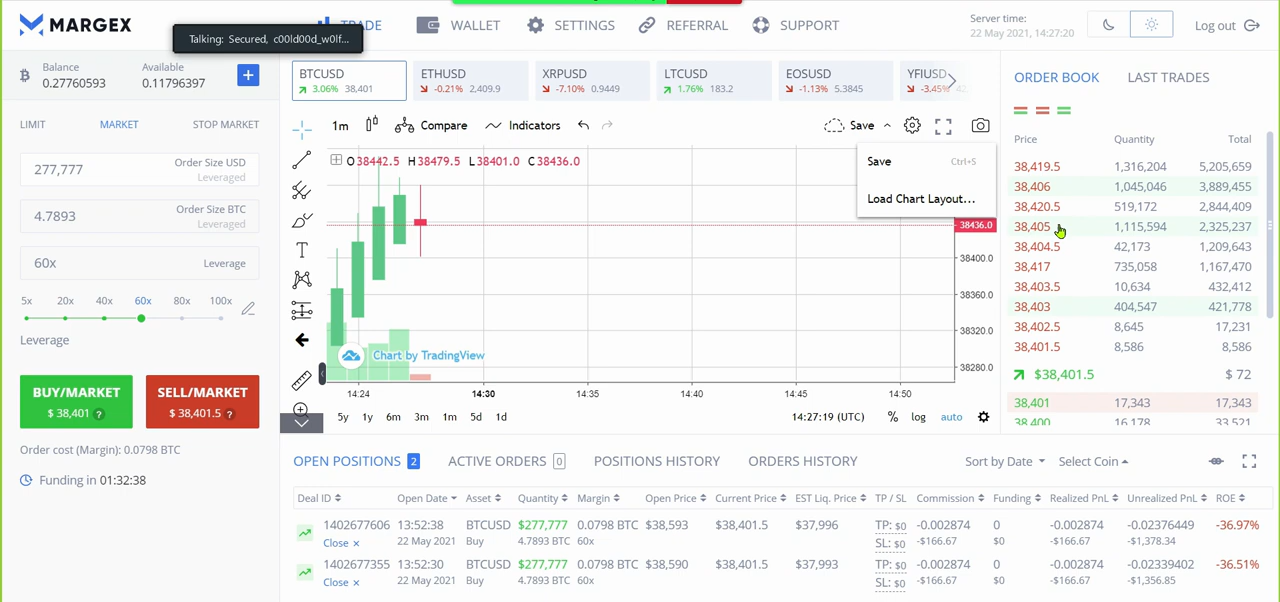 MARGEX
Talking: Secured, c00ld00d_w0lf...
TRADE
WALLET
SETTINGS
REFERRAL
SUPPORT
Server time:
22 May 2021, 14:27:20
Log out
Balance
0.27760593
Available
0.11796397
+
LIMIT
MARKET
STOP MARKET
277,777
Order Size USD
Leveraged
4.7893
Order Size BTC
Leveraged
60x
Leverage
5x 20x 40x 60x 80x 100x
Leverage
BUY/MARKET
$ 38,401 ?
SELL/MARKET
$ 38,401.5 ?
Order cost (Margin): 0.0798 BTC
Funding in 01:32:38
BTCUSD
3.06% 38,401
ETHUSD
-0.21% 2,409.9
XRPUSD
-7.10% 0.9449
LTCUSD
1.76% 183.2
EOSUSD
-1.13% 5.3845
YFIUSD
-3.45%
1m
Compare
Indicators
Save
Save Ctrl+S
Load Chart Layout...
O38442.5 H38479.5 L38401.0 C38436.0
38436.0
38400.0
38360.0
38320.0
38280.0
Chart by TradingView
14:24 14:30 14:35 14:40 14:45 14:50
5y 1y 6m 3m 1m 5d 1d
14:27:19 (UTC) % log auto
ORDER BOOK
LAST TRADES
Price Quantity Total
38,419.5 1,316,204 5,205,659
38,406 1,045,046 3,889,455
38,420.5 519,172 2,844,409
38,405 1,115,594 2,325,237
38,404.5 42,173 1,209,643
38,417 735,058 1,167,470
38,403.5 10,634 432,412
38,403 404,547 421,778
38,402.5 8,645 17,231
38,401.5 8,586 8,586
$38,401.5 $ 72
38,401 17,343 17,343
38,400 16,178 33,521
OPEN POSITIONS 2
ACTIVE ORDERS 0
POSITIONS HISTORY
ORDERS HISTORY
Sort by Date
Select Coin
Deal ID Open Date Asset Quantity Margin Open Price Current Price EST Liq. Price TP / SL Commission Funding Realized PnL Unrealized PnL ROE
1402677606 13:52:38 BTCUSD $277,777 0.0798 BTC $38,593 $38,401.5 $37,996 TP: $0 -0.002874 0 -0.002874 -0.02376449 -36.97%
Close × 22 May 2021 Buy 4.7893 BTC 60x SL: $0 -$166.67 $0 -$166.67 -$1,378.34
1402677355 13:52:30 BTCUSD $277,777 0.0798 BTC $38,590 $38,401.5 $37,993 TP: $0 -0.002874 0 -0.002874 -0.02339402 -36.51%
Close × 22 May 2021 Buy 4.7893 BTC 60x SL: $0 -$166.67 $0 -$166.67 -$1,356.85